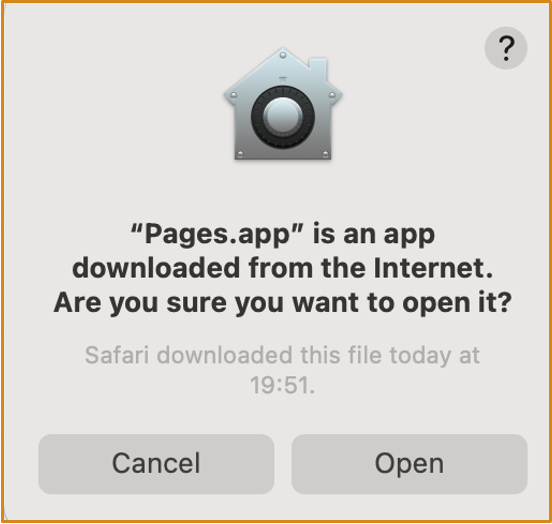 ?
“Pages.app” is an app
downloaded from the Internet.
Are you sure you want to open it?
Safari downloaded this file today at
19:51.
Cancel
Open